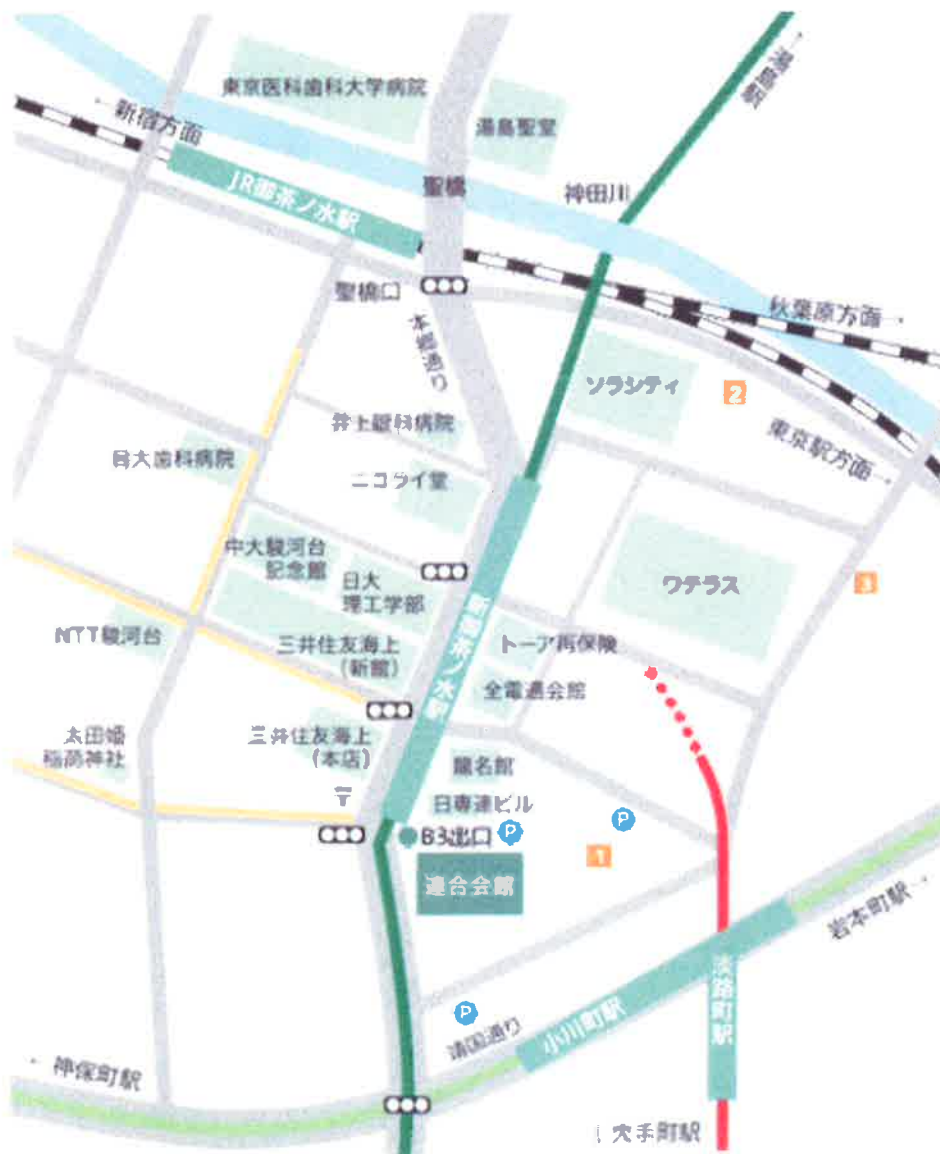 東京医科歯科大学病院
湯島聖堂
湯島駅→
←新宿方面
JR御茶ノ水駅
聖橋
神田川
聖橋口
秋葉原方面→
本郷通り
ソラシティ
2
井上眼科病院
東京駅方面→
日大歯科病院
ニコライ堂
中大駿河台
記念館
日大
理工学部
ワテラス
3
新御茶ノ水駅
NTT駿河台
三井住友海上
(新館)
トーア再保険
全電通会館
太田姫
稲荷神社
三井住友海上
(本店)
龍名館
〒
日専連ビル
B3出口
P
P
1
連合会館
岩本町駅→
淡路町駅
P
靖国通り
小川町駅
←神保町駅
↓大手町駅